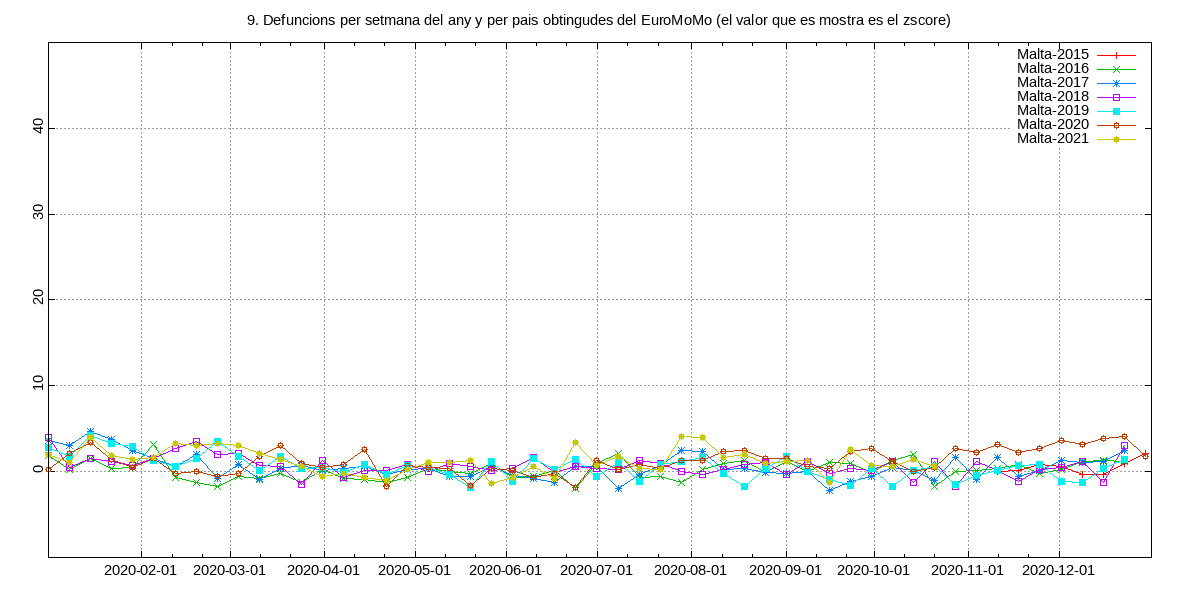 9. Defuncions per setmana del any y per pais obtingudes del EuroMoMo (el valor que es mostra es el zscore)
Malta-2015
Malta-2016
Malta-2017
Malta-2018
Malta-2019
Malta-2020
Malta-2021
40
30
20
10
0
2020-02-01 2020-03-01 2020-04-01 2020-05-01 2020-06-01 2020-07-01 2020-08-01 2020-09-01 2020-10-01 2020-11-01 2020-12-01